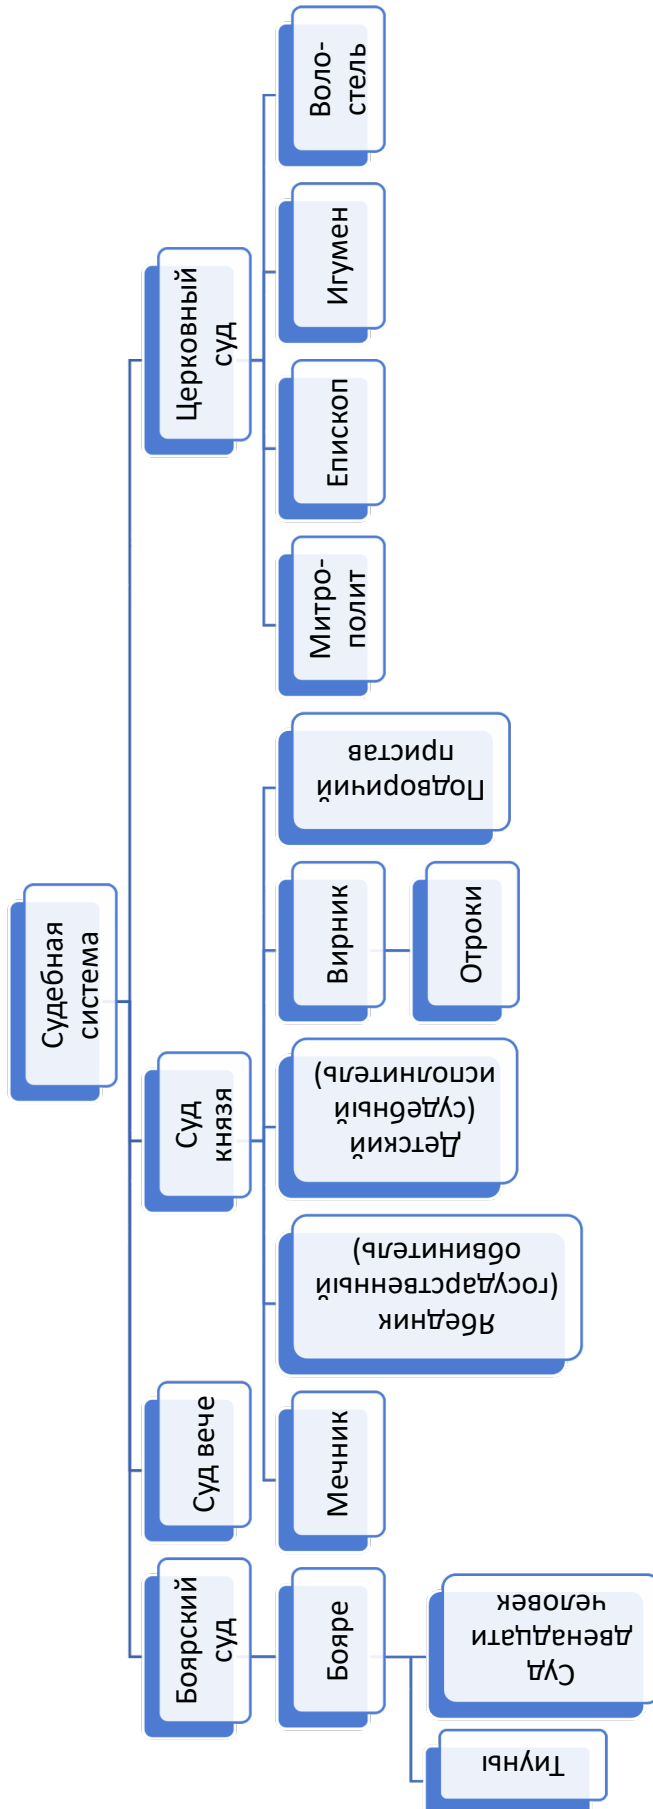 Судебная
система
Боярский
суд
Суд вече
Суд
князя
Церковный
суд
Бояре
Мечник
Ябедник
(государственный
обвинитель)
Детский
(судебный
исполнитель)
Вирник
Подворичий
пристав
Митро-
полит
Епископ
Игумен
Воло-
стель
Тиуны
Суд
двенадцати
человек
Отроки